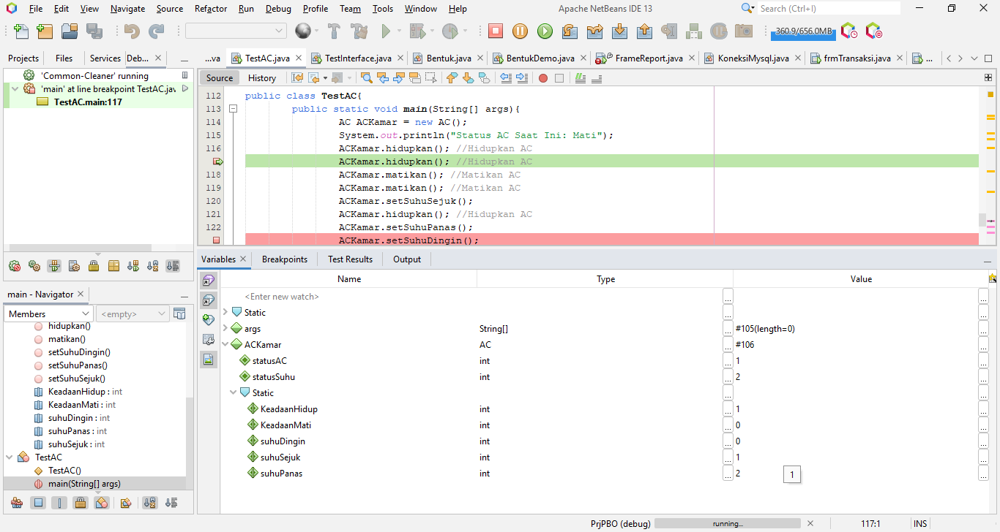 File Edit View Navigate Source Refactor Run Debug Profile Team Tools Window Help
Apache NetBeans IDE 13
Search (Ctrl+I)
360.9/656.0MB
Projects Files Services Deb...
...va TestAC.java TestInterface.java Bentuk.java BentukDemo.java FrameReport.java KoneksiMysql.java frmTransaksi.java ...
'Common-Cleaner' running
'main' at line breakpoint TestAC.jav
TestAC.main:117
Source History
112 public class TestAC{
113 public static void main(String[] args){
114 AC ACKamar = new AC();
115 System.out.println("Status AC Saat Ini: Mati");
116 ACKamar.hidupkan(); //Hidupkan AC
ACKamar.hidupkan(); //Hidupkan AC
118 ACKamar.matikan(); //Matikan AC
119 ACKamar.matikan(); //Matikan AC
120 ACKamar.setSuhuSejuk();
121 ACKamar.hidupkan(); //Hidupkan AC
122 ACKamar.setSuhuPanas();
ACKamar.setSuhuDingin();
main - Navigator
Members <empty>
hidupkan()
matikan()
setSuhuDingin()
setSuhuPanas()
setSuhuSejuk()
KeadaanHidup : int
KeadaanMati : int
suhuDingin : int
suhuPanas : int
suhuSejuk : int
TestAC
TestAC()
main(String[] args)
Variables Breakpoints Test Results Output
Name Type Value
<Enter new watch> ... ...
Static ... ...
args String[] ... #105(length=0) ...
ACKamar AC ... #106 ...
statusAC int ... 1 ...
statusSuhu int ... 2 ...
Static ... ...
KeadaanHidup int ... 1 ...
KeadaanMati int ... 0 ...
suhuDingin int ... 0 ...
suhuSejuk int ... 1 ...
suhuPanas int ... 2 ...
1
PrjPBO (debug) running... 117:1 INS